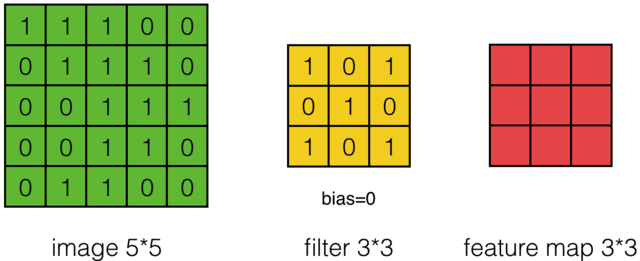 1 1 1 0 0
0 1 1 1 0
0 0 1 1 1
0 0 1 1 0
0 1 1 0 0
1 0 1
0 1 0
1 0 1
bias=0
image 5*5
filter 3*3
feature map 3*3